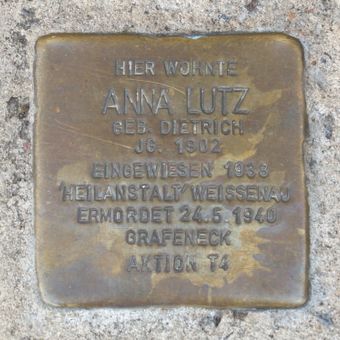 HIER WOHNTE
ANNA LUTZ
GEB. DIETRICH
JG. 1902
EINGEWIESEN 1938
'HEILANSTALT' WEISSENAU
ERMORDET 24.5.1940
GRAFENECK
AKTION T4